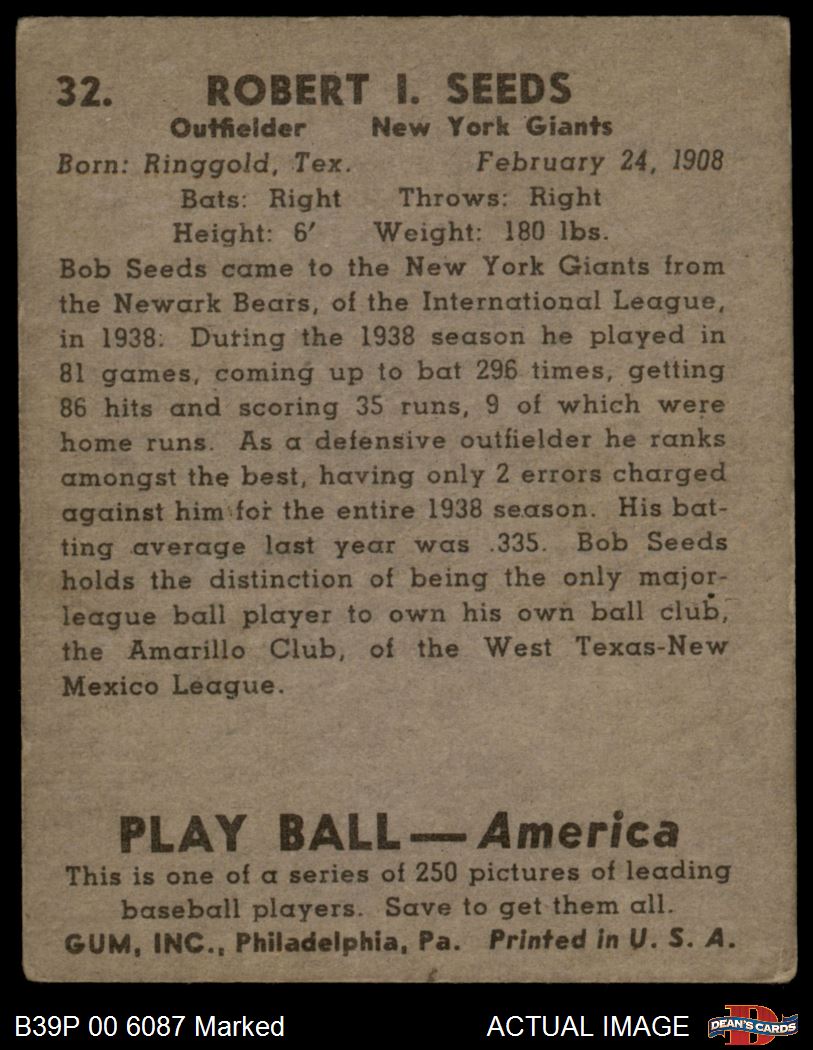 32. ROBERT I. SEEDS
Outfielder New York Giants
Born: Ringgold, Tex. February 24, 1908
Bats: Right Throws: Right
Height: 6′ Weight: 180 lbs.
Bob Seeds came to the New York Giants from
the Newark Bears, of the International League,
in 1938. During the 1938 season he played in
81 games, coming up to bat 296 times, getting
86 hits and scoring 35 runs, 9 of which were
home runs. As a defensive outfielder he ranks
amongst the best, having only 2 errors charged
against him for the entire 1938 season. His bat-
ting average last year was .335. Bob Seeds
holds the distinction of being the only major-
league ball player to own his own ball club,
the Amarillo Club, of the West Texas-New
Mexico League.
PLAY BALL—America
This is one of a series of 250 pictures of leading
baseball players. Save to get them all.
GUM, INC., Philadelphia, Pa. Printed in U. S. A.
B39P 00 6087 Marked ACTUAL IMAGE DEAN'S CARDS